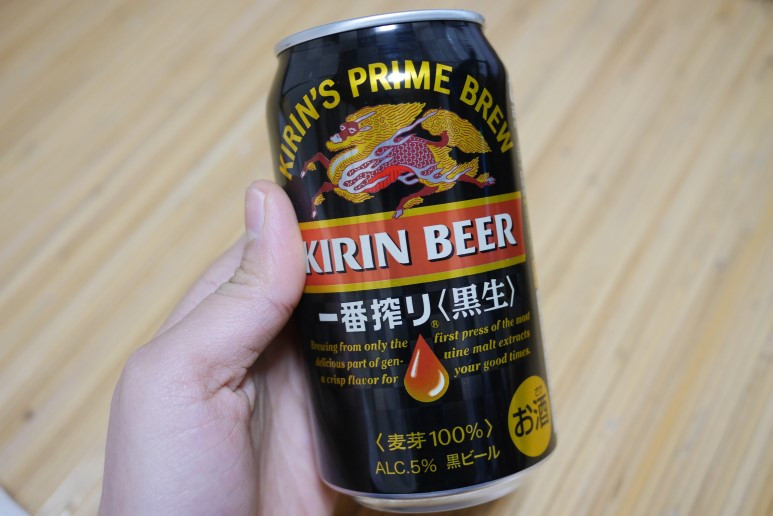 KIRIN'S PRIME BREW
KIRIN BEER
一番搾り〈黒生〉
®
Brewing from only the first press of the most
delicious part of gen- uine malt extracts
a crisp flavor for your good times.
〈麦芽100%〉
ALC.5% 黒ビール
お酒